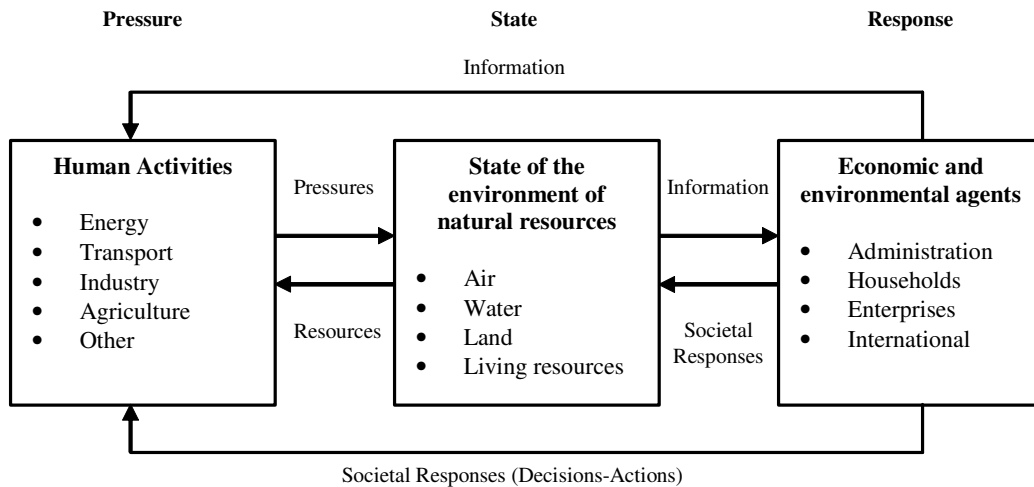 Pressure
State
Response
Information
Human Activities
• Energy
• Transport
• Industry
• Agriculture
• Other
Pressures
Resources
State of the
environment of
natural resources
• Air
• Water
• Land
• Living resources
Information
Societal
Responses
Economic and
environmental agents
• Administration
• Households
• Enterprises
• International
Societal Responses (Decisions-Actions)